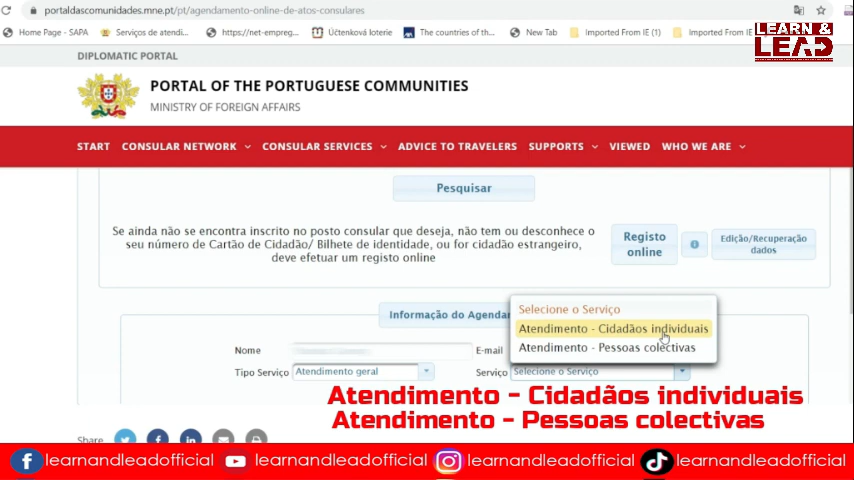 portaldascomunidades.mne.pt/pt/agendamento-online-de-atos-consulares
Home Page - SAPA
Serviços de atendi...
https://net-empreg...
Účtenková loterie
The countries of th...
New Tab
Imported From IE (1)
Imported From IE
LEARN &
LEAD
DIPLOMATIC PORTAL
PORTAL OF THE PORTUGUESE COMMUNITIES
MINISTRY OF FOREIGN AFFAIRS
START CONSULAR NETWORK CONSULAR SERVICES ADVICE TO TRAVELERS SUPPORTS VIEWED WHO WE ARE
Pesquisar
Se ainda não se encontra inscrito no posto consular que deseja, não tem ou desconhece o
seu número de Cartão de Cidadão/ Bilhete de identidade, ou for cidadão estrangeiro,
deve efetuar um registo online
Registo
online
Edição/Recuperação
dados
Informação do Agendar
Selecione o Serviço
Atendimento - Cidadãos individuais
Atendimento - Pessoas colectivas
Nome
E-mail
Tipo Serviço Atendimento geral
Serviço Selecione o Serviço
Atendimento - Cidadãos individuais
Atendimento - Pessoas colectivas
Share
learnandleadofficial learnandleadofficial learnandleadofficial learnandleadofficial